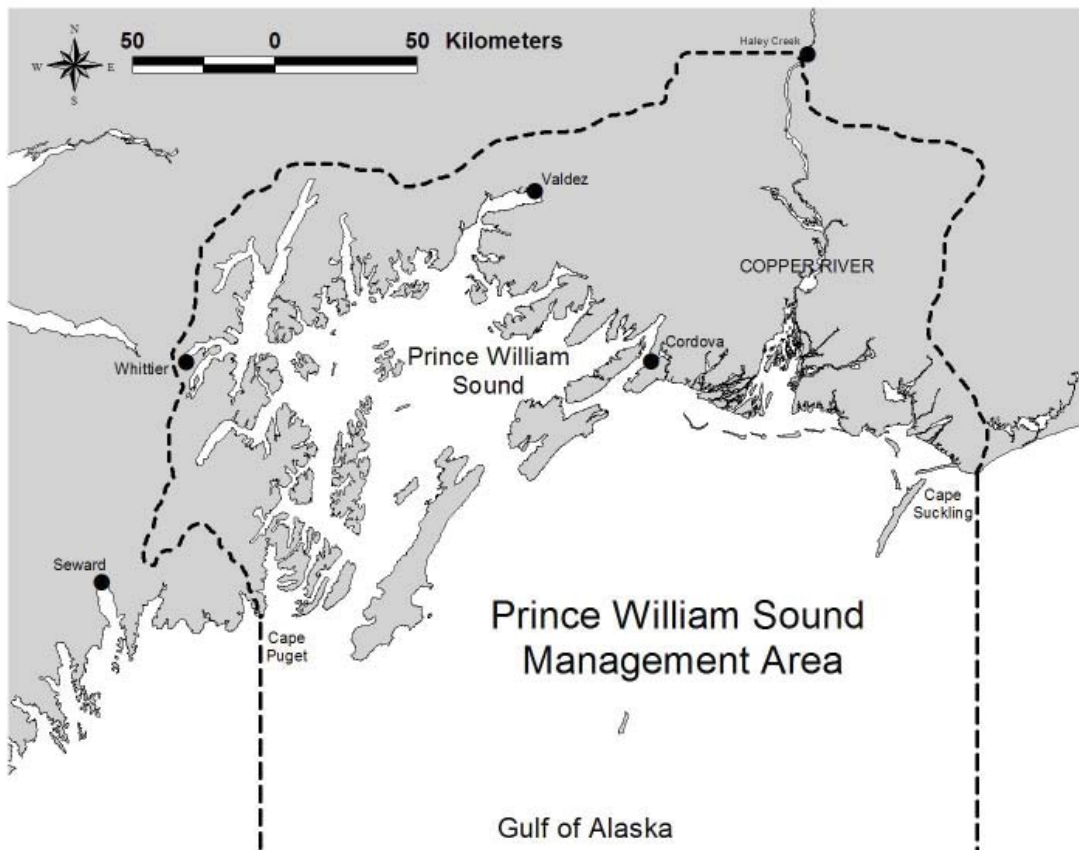 N
W E
S
50 0 50 Kilometers
Haley Creek
Valdez
COPPER RIVER
Prince William
Sound
Cordova
Whittier
Cape
Suckling
Seward
Prince William Sound
Management Area
Cape
Puget
Gulf of Alaska